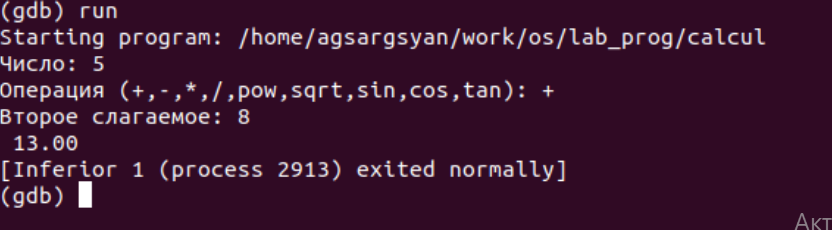 (gdb) run
Starting program: /home/agsargsyan/work/os/lab_prog/calcul
Число: 5
Операция (+,-,*,/,pow,sqrt,sin,cos,tan): +
Второе слагаемое: 8
 13.00
[Inferior 1 (process 2913) exited normally]
(gdb)
Акт